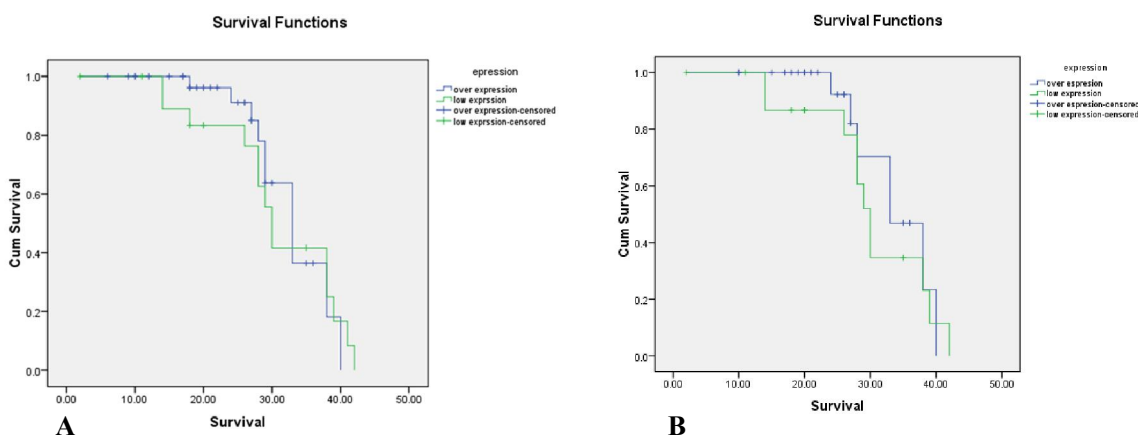 A
Survival Functions
epression
over expression
low exprssion
over expression-censored
low exprssion-censored
Cum Survival
1.0
0.8
0.6
0.4
0.2
0.0
0.00 10.00 20.00 30.00 40.00 50.00
Survival
A
B
Survival Functions
expression
over espression
low expression
over espression-censored
low expression-censored
Cum Survival
1.0
0.8
0.6
0.4
0.2
0.0
0.00 10.00 20.00 30.00 40.00 50.00
Survival
B